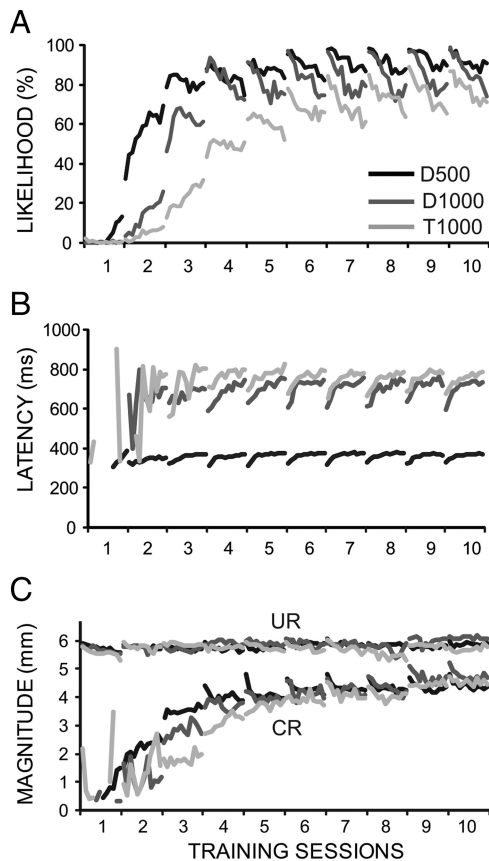 A
LIKELIHOOD (%)
100
80
60
40
20
0
D500
D1000
T1000
1 2 3 4 5 6 7 8 9 10
B
LATENCY (ms)
1000
800
600
400
200
0
1 2 3 4 5 6 7 8 9 10
C
MAGNITUDE (mm)
UR
6
5
4
CR
3
2
1
0
1 2 3 4 5 6 7 8 9 10
TRAINING SESSIONS